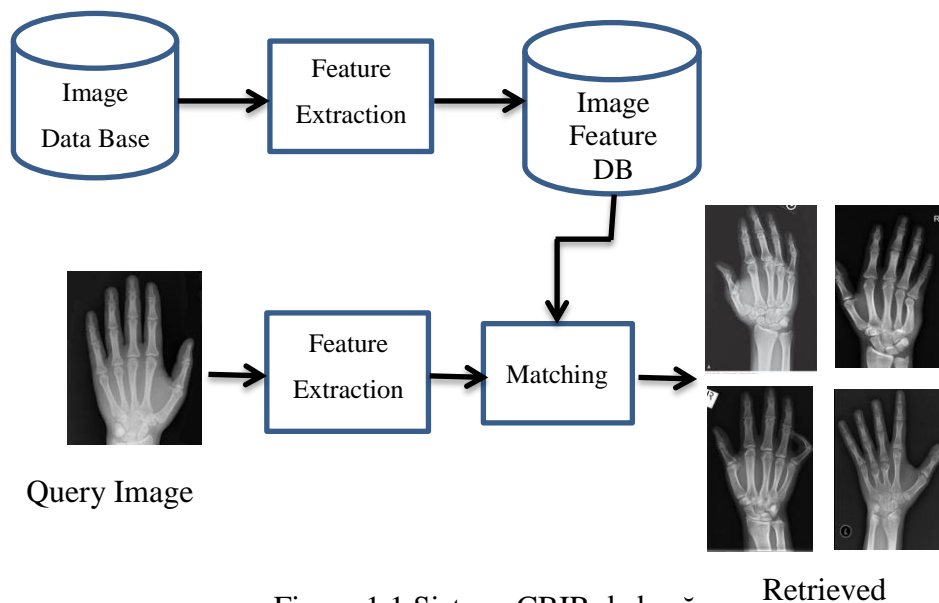 Image
Data Base
Feature
Extraction
Image
Feature
DB
R
Feature
Extraction
Matching
Query Image
Retrieved